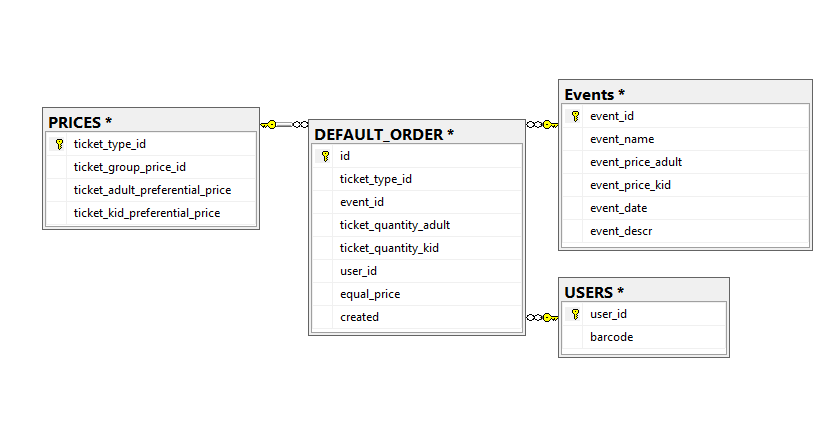 PRICES *
ticket_type_id
ticket_group_price_id
ticket_adult_preferential_price
ticket_kid_preferential_price
DEFAULT_ORDER *
id
ticket_type_id
event_id
ticket_quantity_adult
ticket_quantity_kid
user_id
equal_price
created
Events *
event_id
event_name
event_price_adult
event_price_kid
event_date
event_descr
USERS *
user_id
barcode